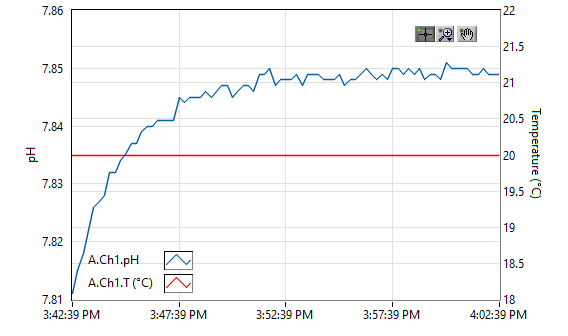 7.86
7.85
7.84
7.83
7.82
7.81
pH
22
21.5
21
20.5
20
19.5
19
18.5
18
Temperature (°C)
A.Ch1.pH
A.Ch1.T (°C)
3:42:39 PM
3:47:39 PM
3:52:39 PM
3:57:39 PM
4:02:39 PM